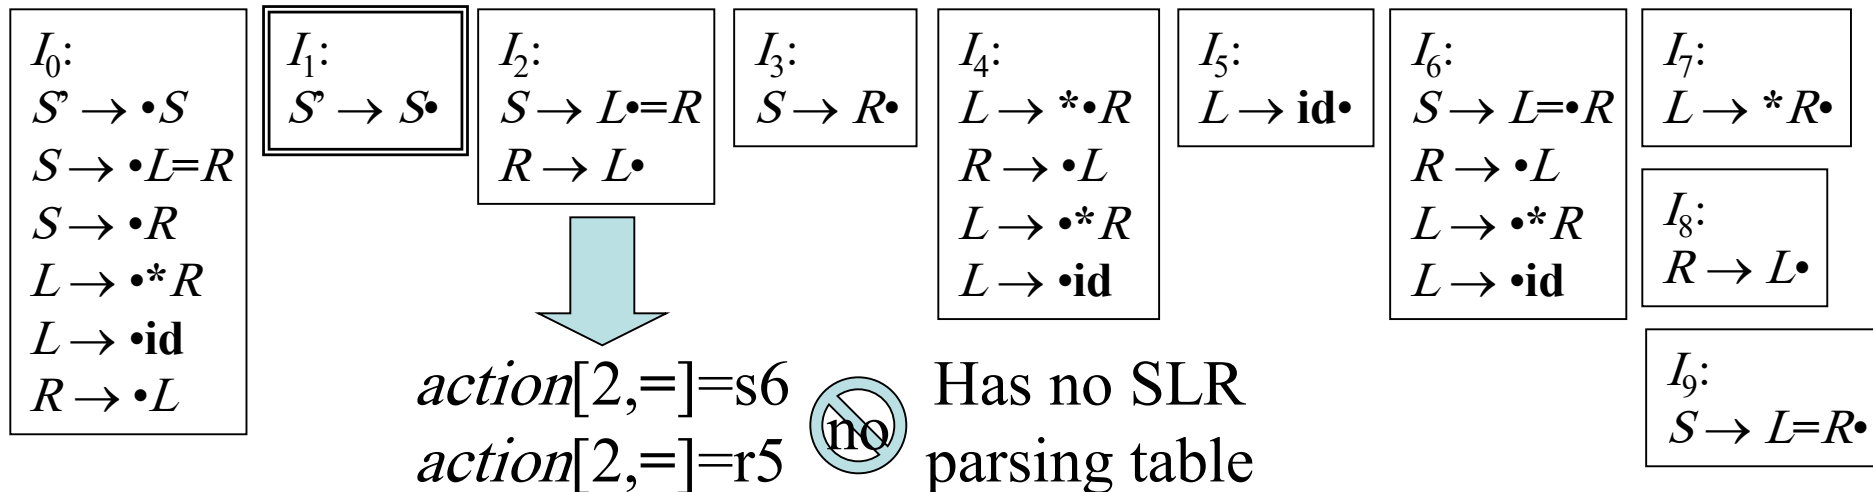 I₀:
S’ → •S
S → •L=R
S → •R
L → •*R
L → •id
R → •L
I₁:
S’ → S•
I₂:
S → L•=R
R → L•
I₃:
S → R•
I₄:
L → *•R
R → •L
L → •*R
L → •id
I₅:
L → id•
I₆:
S → L=•R
R → •L
L → •*R
L → •id
I₇:
L → *R•
I₈:
R → L•
I₉:
S → L=R•
action[2,=]=s6
action[2,=]=r5
no
Has no SLR
parsing table